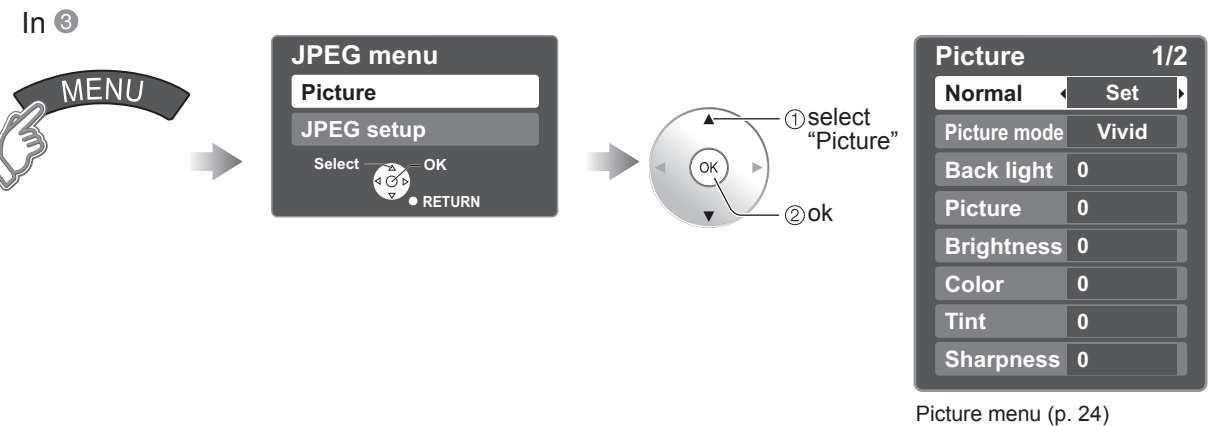 In ❸
MENU
JPEG menu
Picture
JPEG setup
Select
OK
RETURN
OK
①select
“Picture”
②ok
Picture 1/2
Normal Set
Picture mode Vivid
Back light 0
Picture 0
Brightness 0
Color 0
Tint 0
Sharpness 0
Picture menu (p. 24)